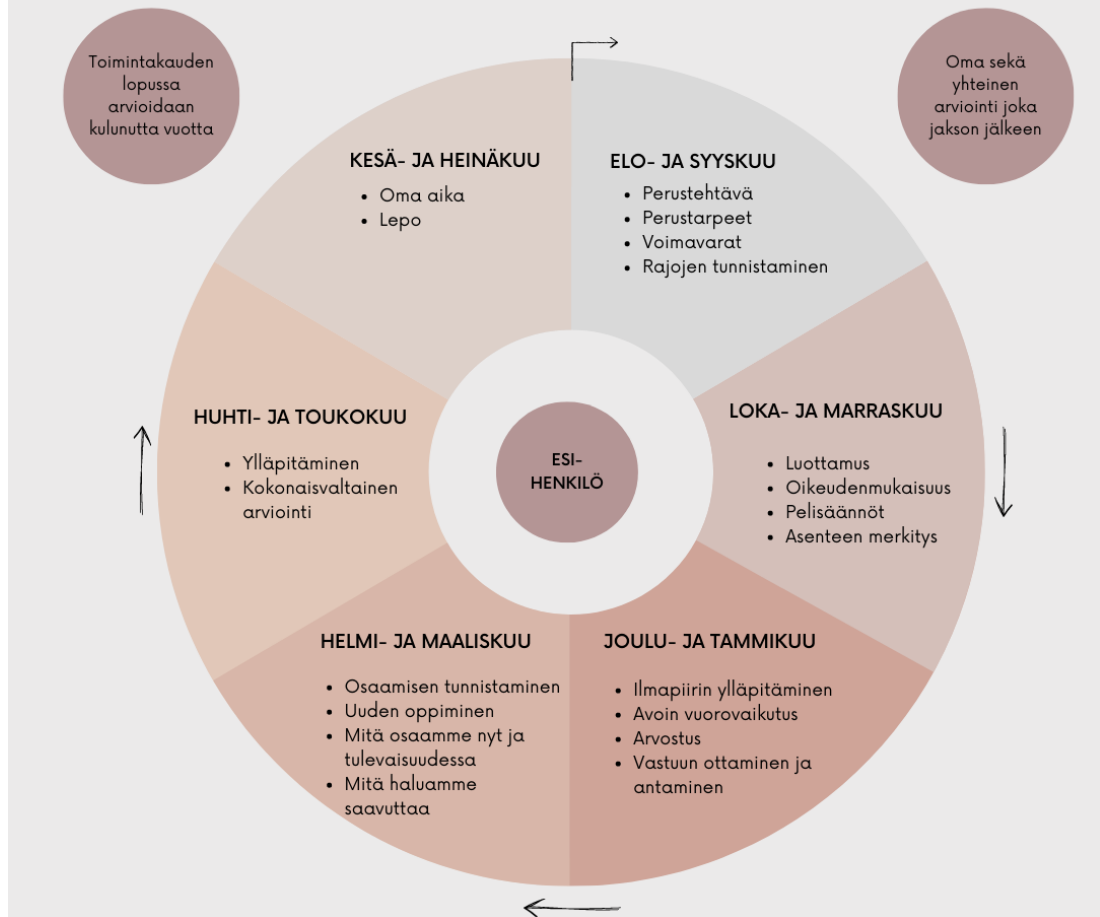 Toimintakauden
lopussa
arvioidaan
kulunutta vuotta
Oma sekä
yhteinen
arviointi joka
jakson jälkeen
KESÄ- JA HEINÄKUU
• Oma aika
• Lepo
ELO- JA SYYSKUU
• Perustehtävä
• Perustarpeet
• Voimavarat
• Rajojen tunnistaminen
LOKA- JA MARRASKUU
• Luottamus
• Oikeudenmukaisuus
• Pelisäännöt
• Asenteen merkitys
HUHTI- JA TOUKOKUU
• Ylläpitäminen
• Kokonaisvaltainen
arviointi
ESI-
HENKILÖ
HELMI- JA MAALISKUU
• Osaamisen tunnistaminen
• Uuden oppiminen
• Mitä osaamme nyt ja
tulevaisuudessa
• Mitä haluamme
saavuttaa
JOULU- JA TAMMIKUU
• Ilmapiirin ylläpitäminen
• Avoin vuorovaikutus
• Arvostus
• Vastuun ottaminen ja
antaminen